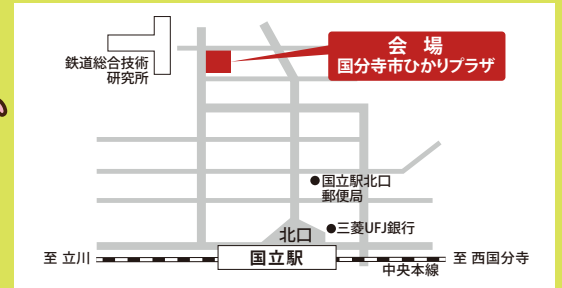 鉄道総合技術
研究所
会 場
国分寺市ひかりプラザ
●国立駅北口
郵便局
●三菱UFJ銀行
北口
至 立川
国立駅
中央本線
至 西国分寺